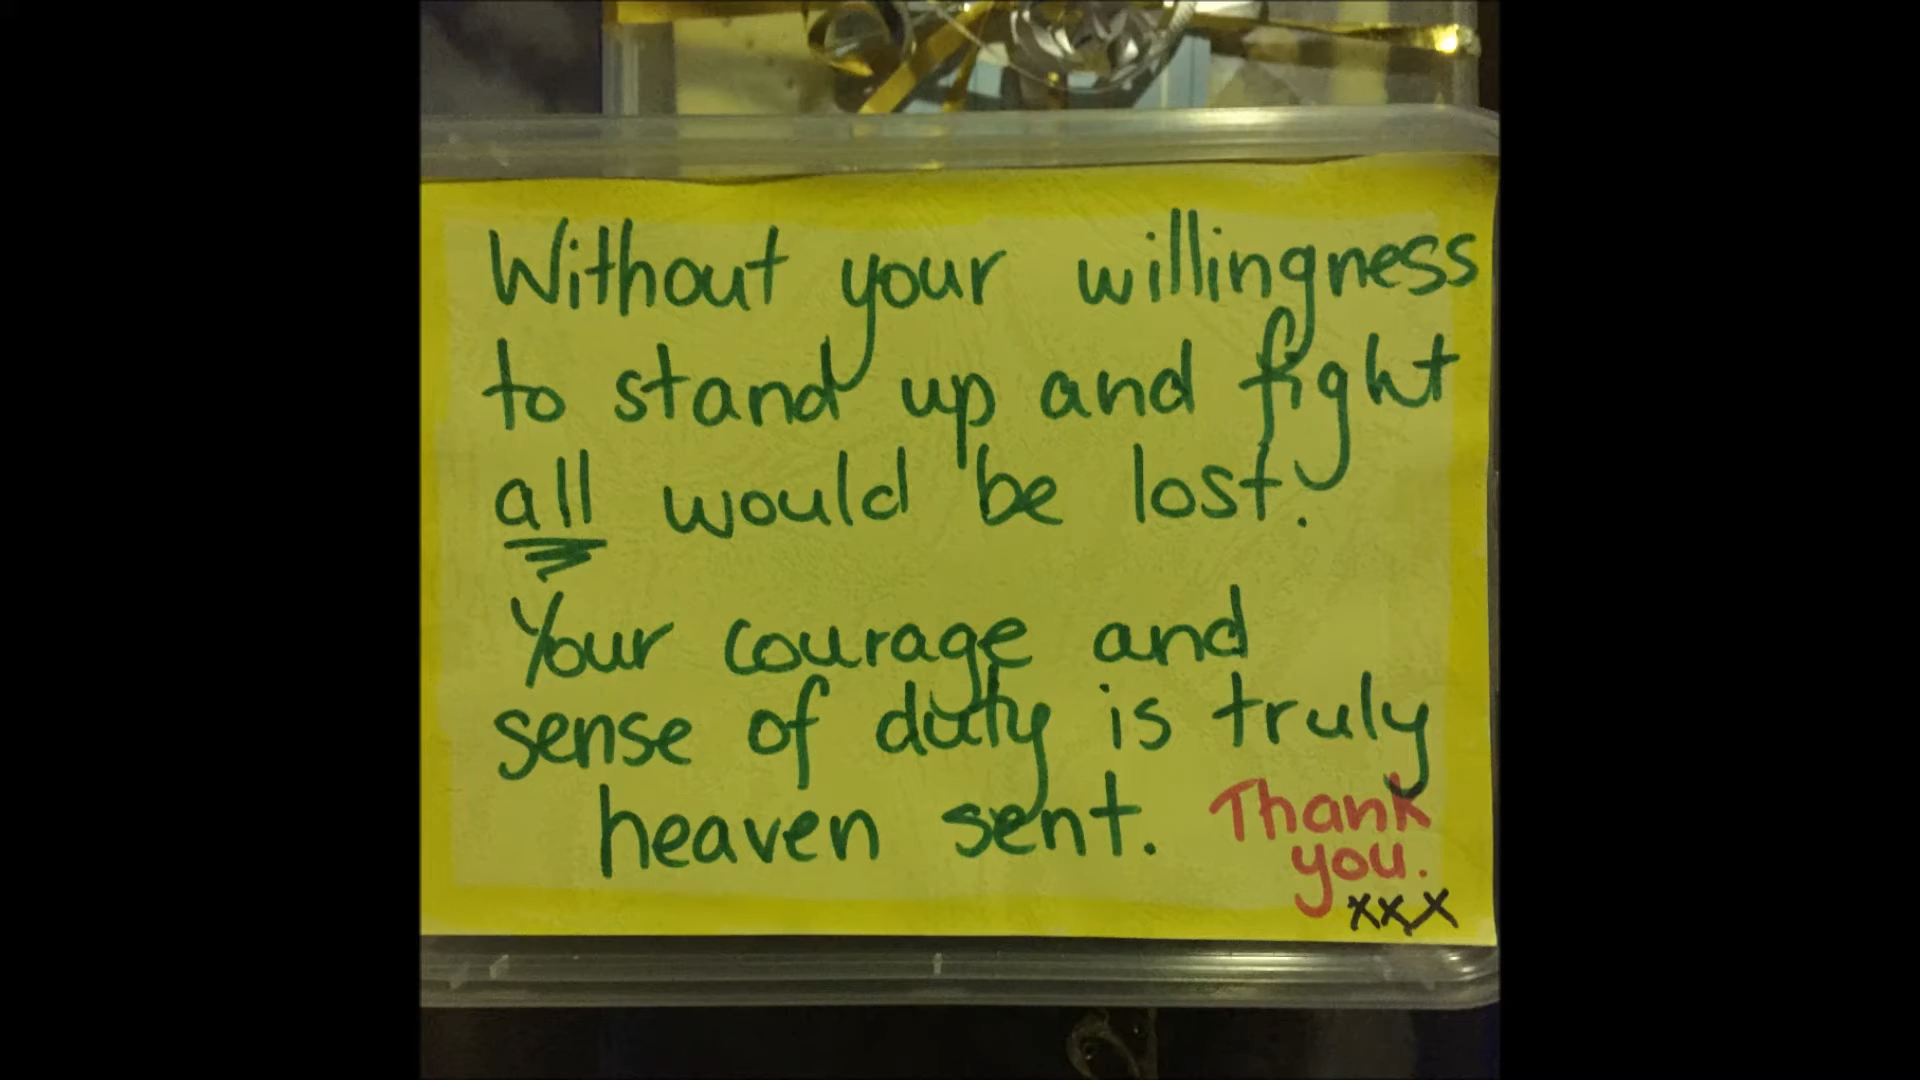 Without your willingness
to stand up and fight
all would be lost.
Your courage and
sense of duty is truly
heaven sent.
Thank
you.
xxx